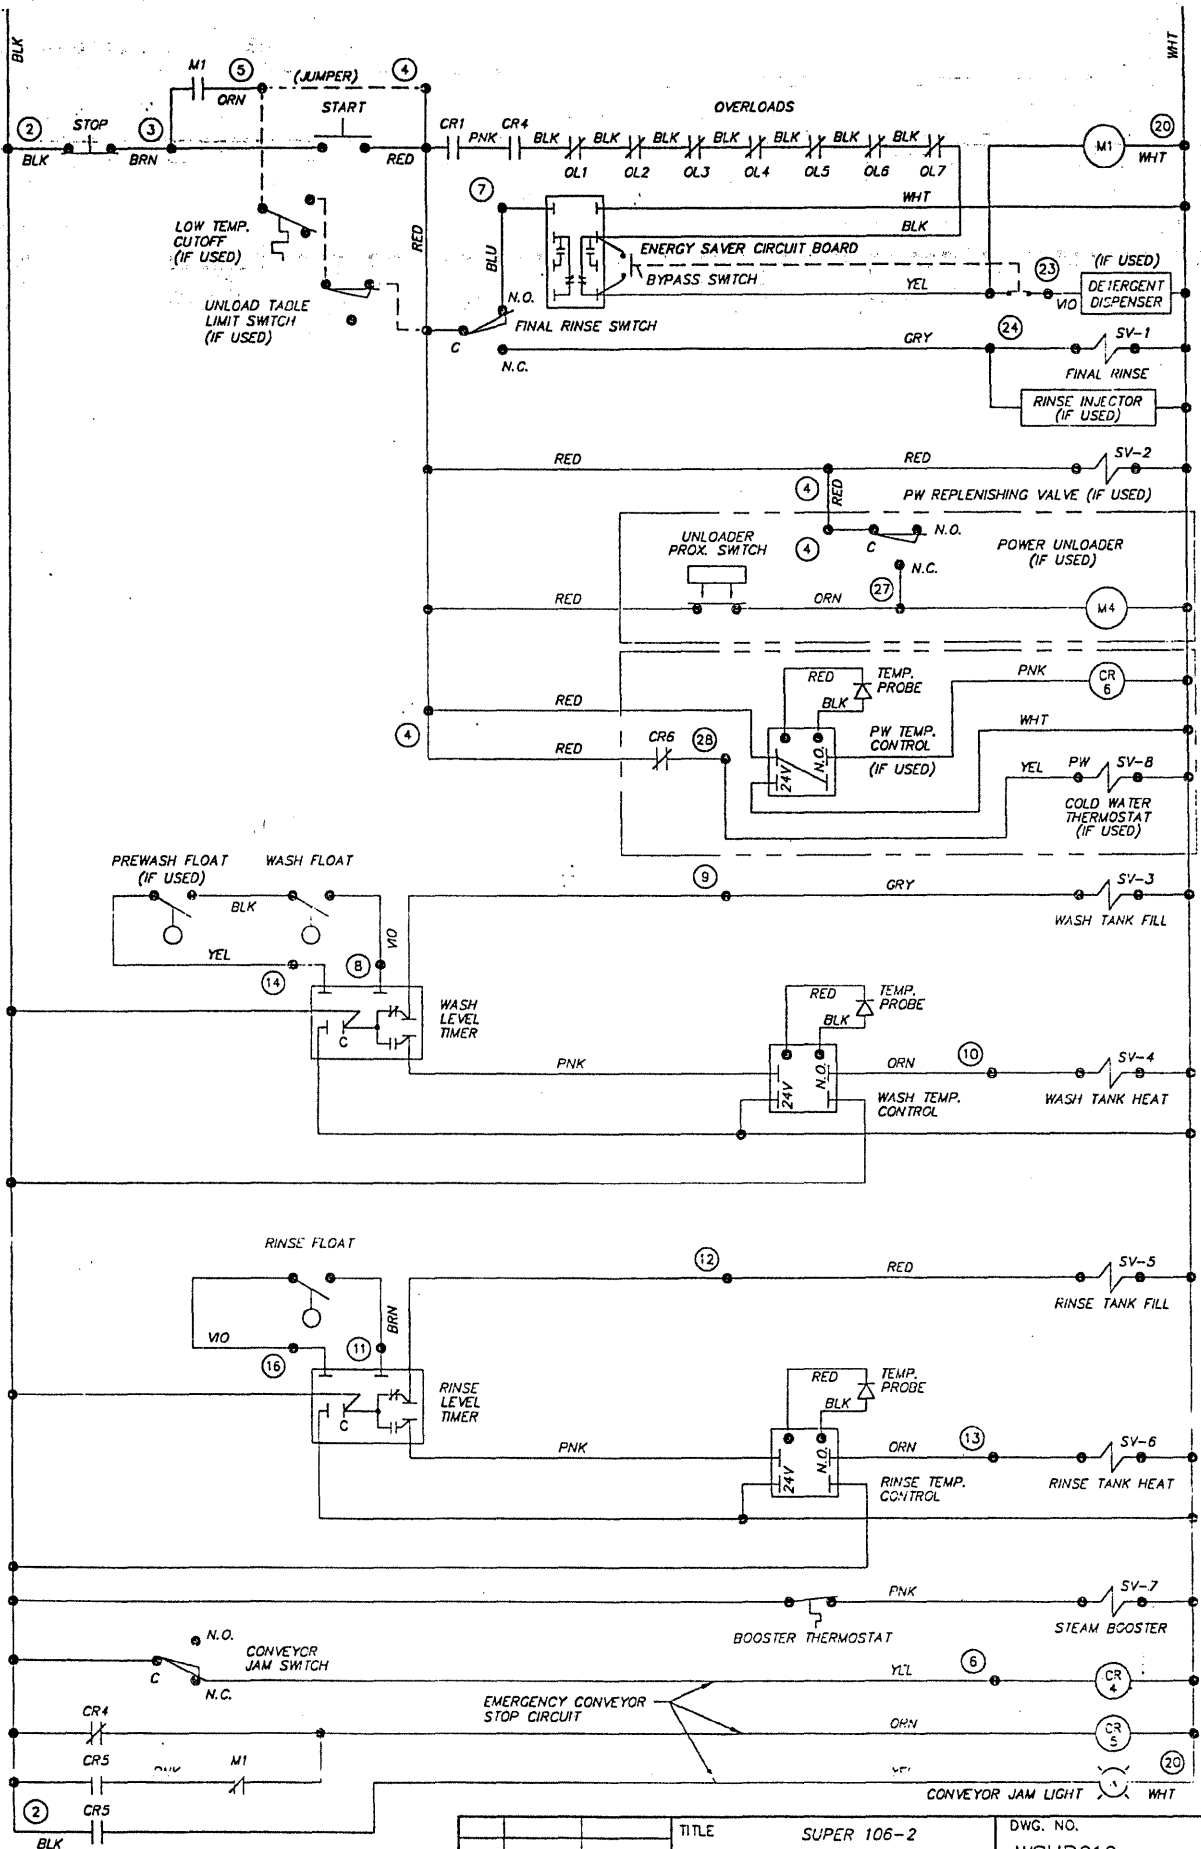 BLK
WHT
M1
5
(JUMPER)
4
ORN
START
OVERLOADS
2
STOP
3
CR1
PNK
CR4
BLK
BLK
BLK
BLK
BLK
BLK
BLK
M1
20
BLK
BRN
RED
OL1
OL2
OL3
OL4
OL5
OL6
OL7
WHT
7
WHT
LOW TEMP.
CUTOFF
(IF USED)
RED
BLU
BLK
ENERGY SAVER CIRCUIT BOARD
BYPASS SWITCH
YEL
23
(IF USED)
DETERGENT
DISPENSER
VIO
UNLOAD TABLE
LIMIT SWITCH
(IF USED)
N.O.
FINAL RINSE SWITCH
C
N.C.
GRY
24
SV-1
FINAL RINSE
RINSE INJECTOR
(IF USED)
RED
RED
SV-2
4
RED
PW REPLENISHING VALVE (IF USED)
UNLOADER
PROX. SWITCH
4
C
N.O.
POWER UNLOADER
(IF USED)
N.C.
RED
ORN
27
M4
RED
TEMP.
PROBE
BLK
PNK
CR
6
RED
4
RED
CR6
28
PW TEMP.
CONTROL
(IF USED)
24V
N.O.
WHT
YEL
PW
SV-8
COLD WATER
THERMOSTAT
(IF USED)
PREWASH FLOAT
(IF USED)
WASH FLOAT
BLK
9
GRY
SV-3
WASH TANK FILL
YEL
VIO
14
8
WASH
LEVEL
TIMER
C
RED
TEMP.
PROBE
BLK
PNK
ORN
10
SV-4
24V
N.O.
WASH TEMP.
CONTROL
WASH TANK HEAT
RINSE FLOAT
12
RED
SV-5
RINSE TANK FILL
VIO
BRN
16
11
RINSE
LEVEL
TIMER
C
RED
TEMP.
PROBE
BLK
PNK
ORN
13
SV-6
24V
N.O.
RINSE TEMP.
CONTROL
RINSE TANK HEAT
PNK
SV-7
BOOSTER THERMOSTAT
STEAM BOOSTER
N.O.
CONVEYOR
JAM SWITCH
C
N.C.
YEL
6
CR
4
EMERGENCY CONVEYOR
STOP CIRCUIT
CR4
ORN
CR
5
CR5
PNK
M1
YEL
20
CONVEYOR JAM LIGHT
WHT
2
CR5
BLK
TITLE
SUPER 106-2
DWG. NO.